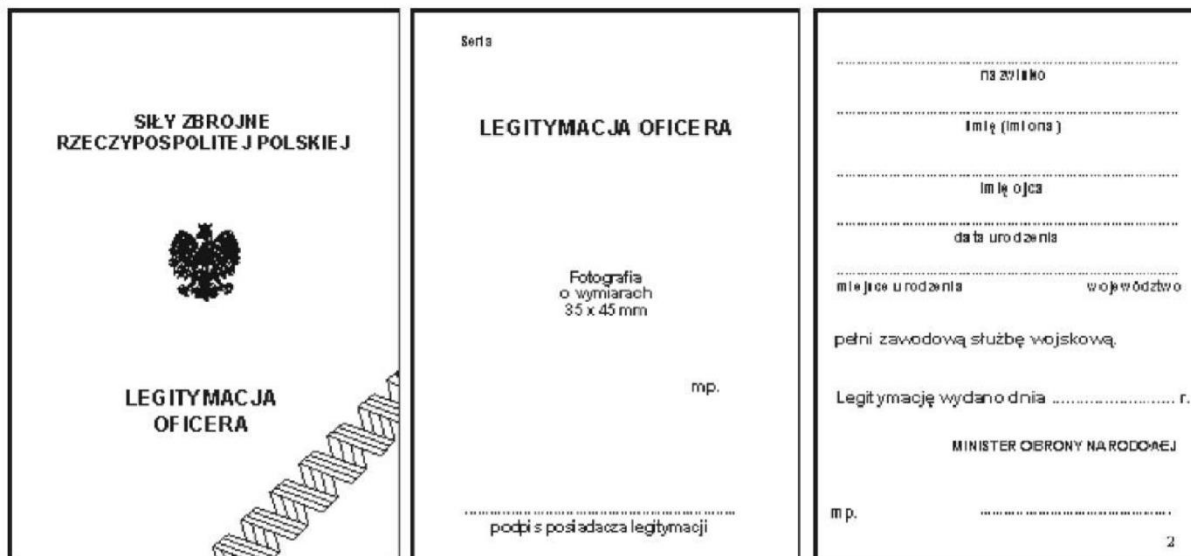 SIŁY ZBROJNE
RZECZYPOSPOLITEJ POLSKIEJ
LEGITYMACJA
OFICERA
Seria
LEGITYMACJA OFICERA
Fotografia
o wymiarach
35 x 45 mm
mp.
podpis posiadacza legitymacji
nazwisko
imię (imiona)
imię ojca
data urodzenia
miejsce urodzenia województwo
pełni zawodową służbę wojskową.
Legitymację wydano dnia .......................... r.
MINISTER OBRONY NARODOWEJ
mp.
2